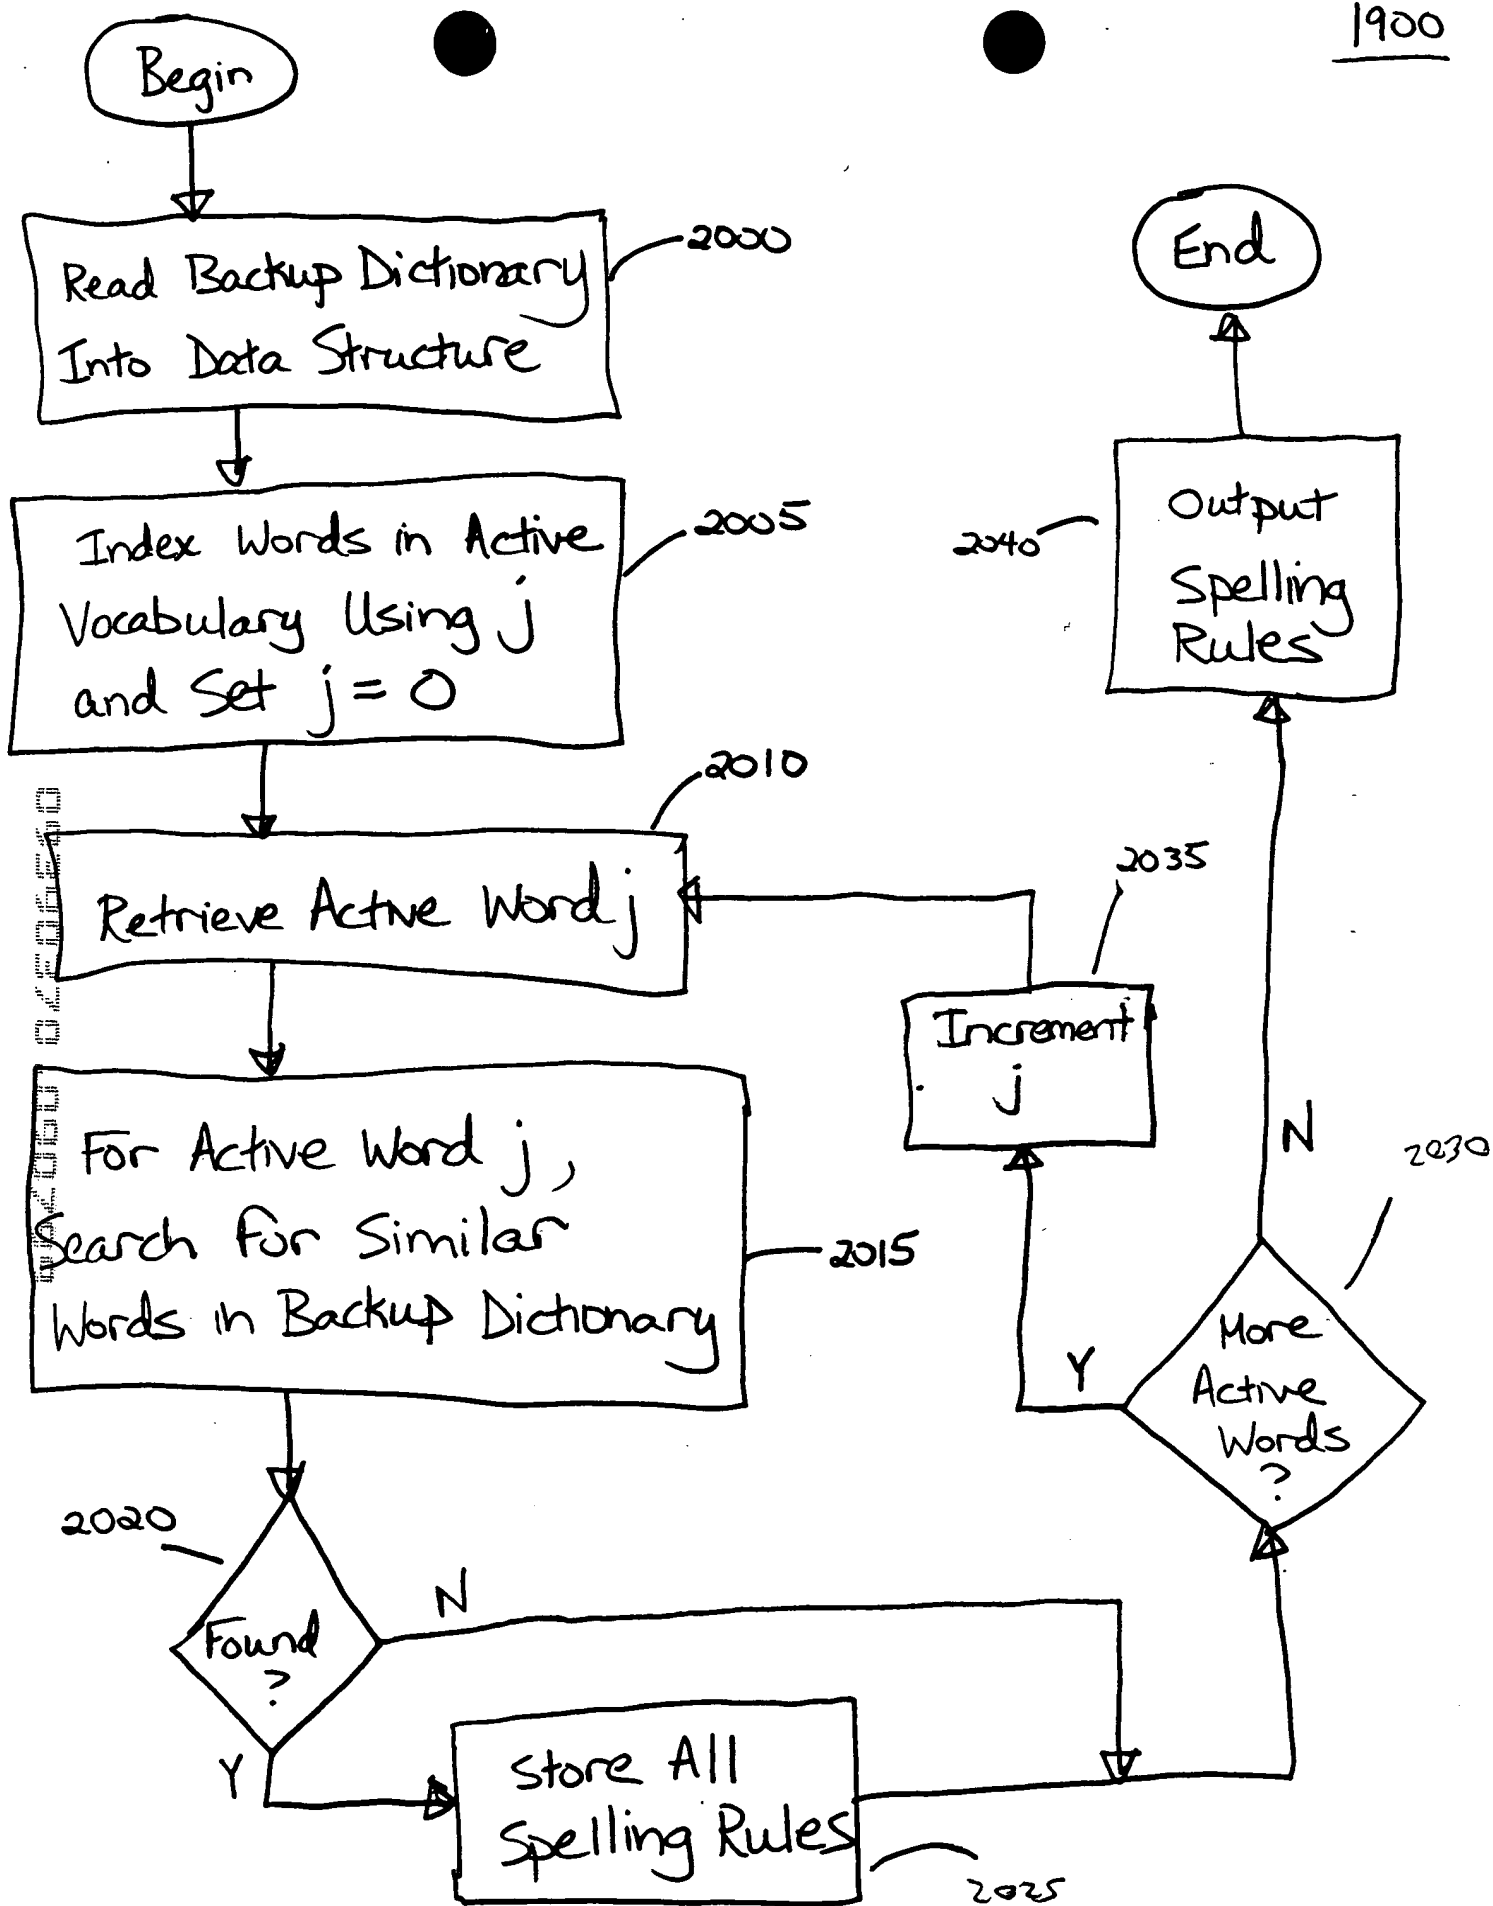 1900
Begin
2000
Read Backup Dictionary
Into Data Structure
2005
Index Words in Active
Vocabulary Using j
and Set j = 0
2010
Retrieve Active Word j
2015
For Active Word j,
Search for Similar
Words in Backup Dictionary
2020
Found
?
N
Y
Store All
Spelling Rules
2025
2030
More
Active
Words
?
Y
N
2035
Increment
j
2040
Output
Spelling
Rules
End